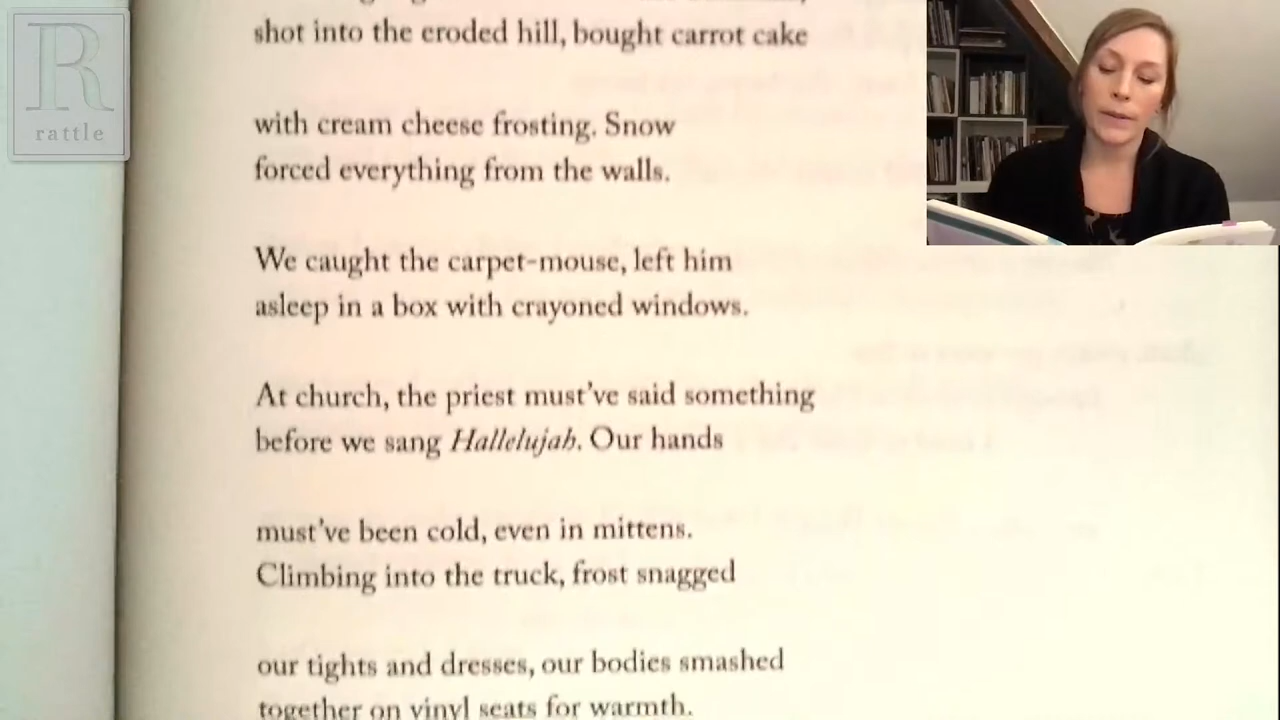 R
rattle
shot into the eroded hill, bought carrot cake
with cream cheese frosting. Snow
forced everything from the walls.
We caught the carpet-mouse, left him
asleep in a box with crayoned windows.
At church, the priest must've said something
before we sang Hallelujah. Our hands
must've been cold, even in mittens.
Climbing into the truck, frost snagged
our tights and dresses, our bodies smashed
together on vinyl seats for warmth.